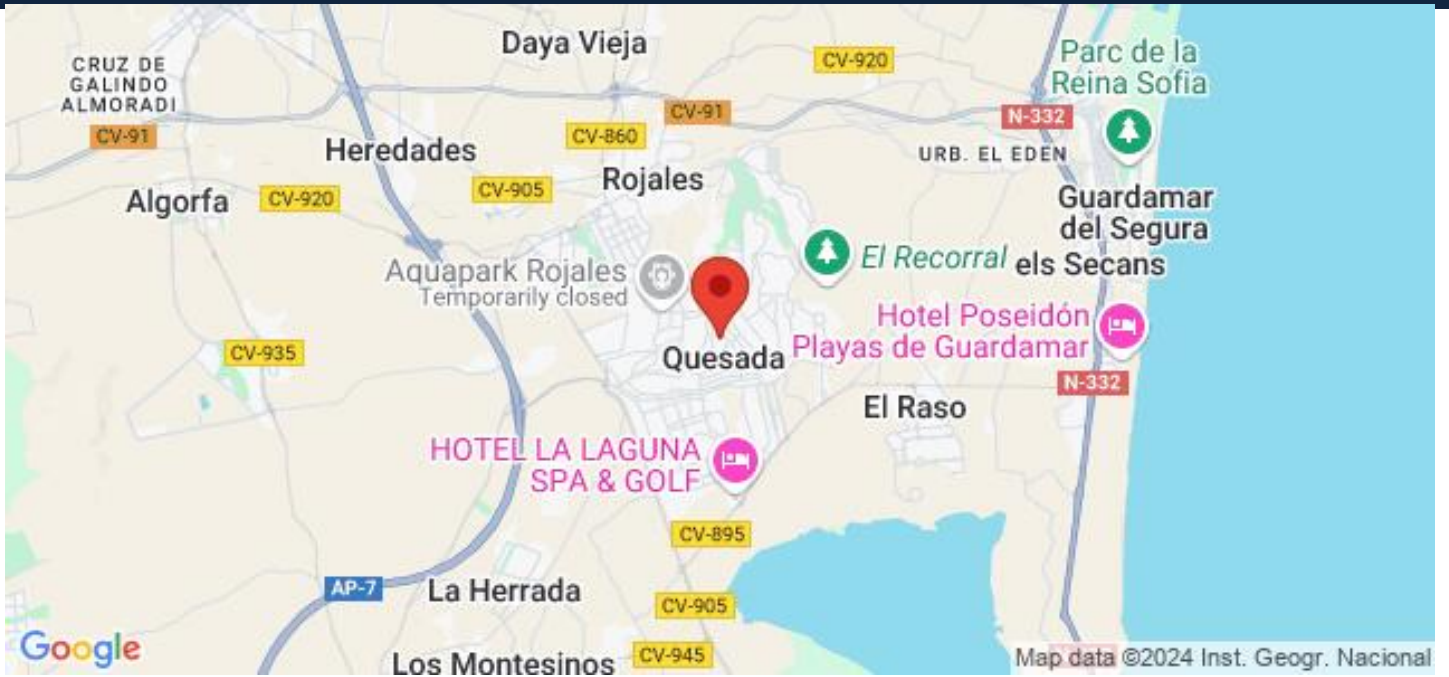 Daya Vieja
CV-920
Parc de la
Reina Sofia
CRUZ DE
GALINDO
ALMORADI
CV-91
CV-91
N-332
CV-860
Heredades
URB. EL EDEN
CV-905
Rojales
Algorfa
CV-920
Guardamar
del Segura
El Recorral
els Secans
Aquapark Rojales
Temporarily closed
Hotel Poseidón
Playas de Guardamar
CV-935
Quesada
N-332
El Raso
HOTEL LA LAGUNA
SPA & GOLF
CV-895
AP-7
La Herrada
CV-905
Google
Los Montesinos
CV-945
N-332
Map data ©2024 Inst. Geogr. Nacional